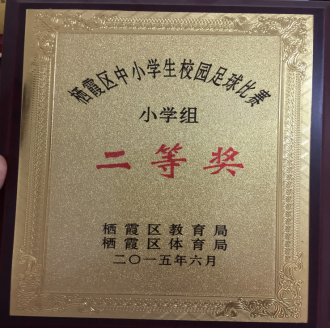 栖霞区中小学生校园足球比赛
小学组
二等奖
栖霞区教育局
栖霞区体育局
二〇一五年六月